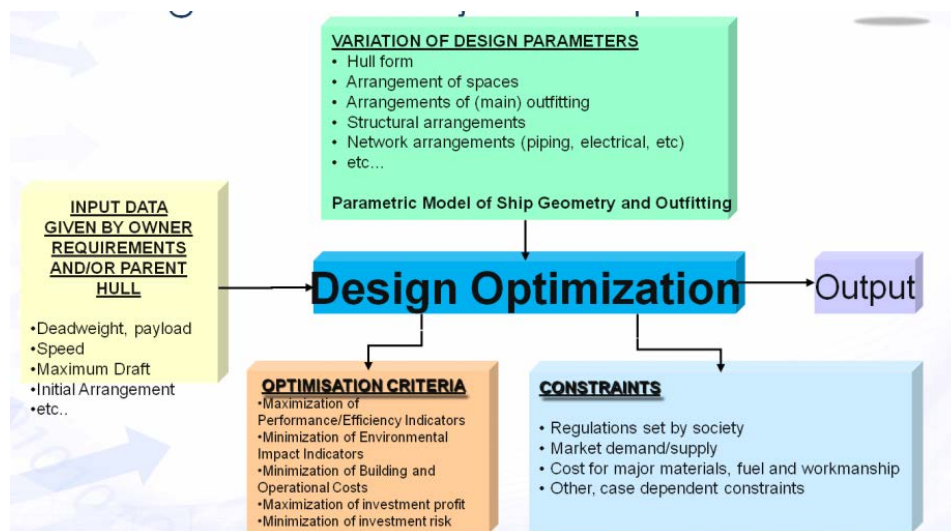 VARIATION OF DESIGN PARAMETERS
• Hull form
• Arrangement of spaces
• Arrangements of (main) outfitting
• Structural arrangements
• Network arrangements (piping, electrical, etc)
• etc...
Parametric Model of Ship Geometry and Outfitting
INPUT DATA
GIVEN BY OWNER
REQUIREMENTS
AND/OR PARENT
HULL
•Deadweight, payload
•Speed
•Maximum Draft
•Initial Arrangement
•etc..
Design Optimization
Output
OPTIMISATION CRITERIA
•Maximization of
Performance/Efficiency Indicators
•Minimization of Environmental
Impact Indicators
•Minimization of Building and
Operational Costs
•Maximization of investment profit
•Minimization of investment risk
CONSTRAINTS
• Regulations set by society
• Market demand/supply
• Cost for major materials, fuel and workmanship
• Other, case dependent constraints